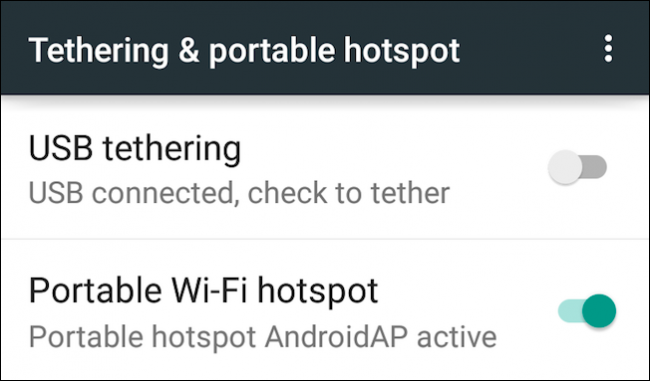 Tethering & portable hotspot
USB tethering
USB connected, check to tether
Portable Wi-Fi hotspot
Portable hotspot AndroidAP active